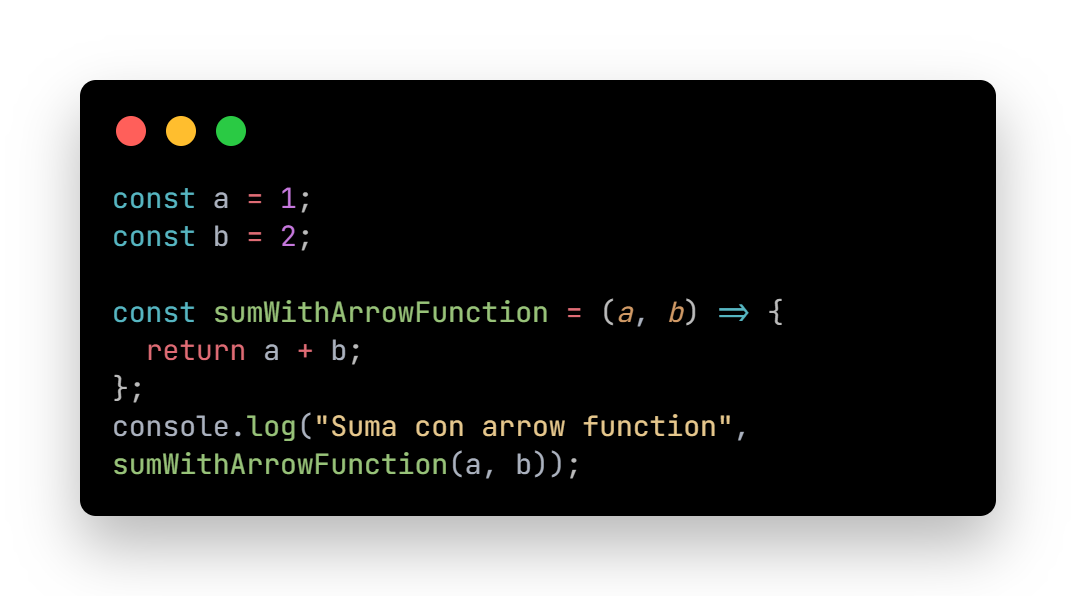 const a = 1;
const b = 2;

const sumWithArrowFunction = (a, b) => {
  return a + b;
};
console.log("Suma con arrow function",
sumWithArrowFunction(a, b));